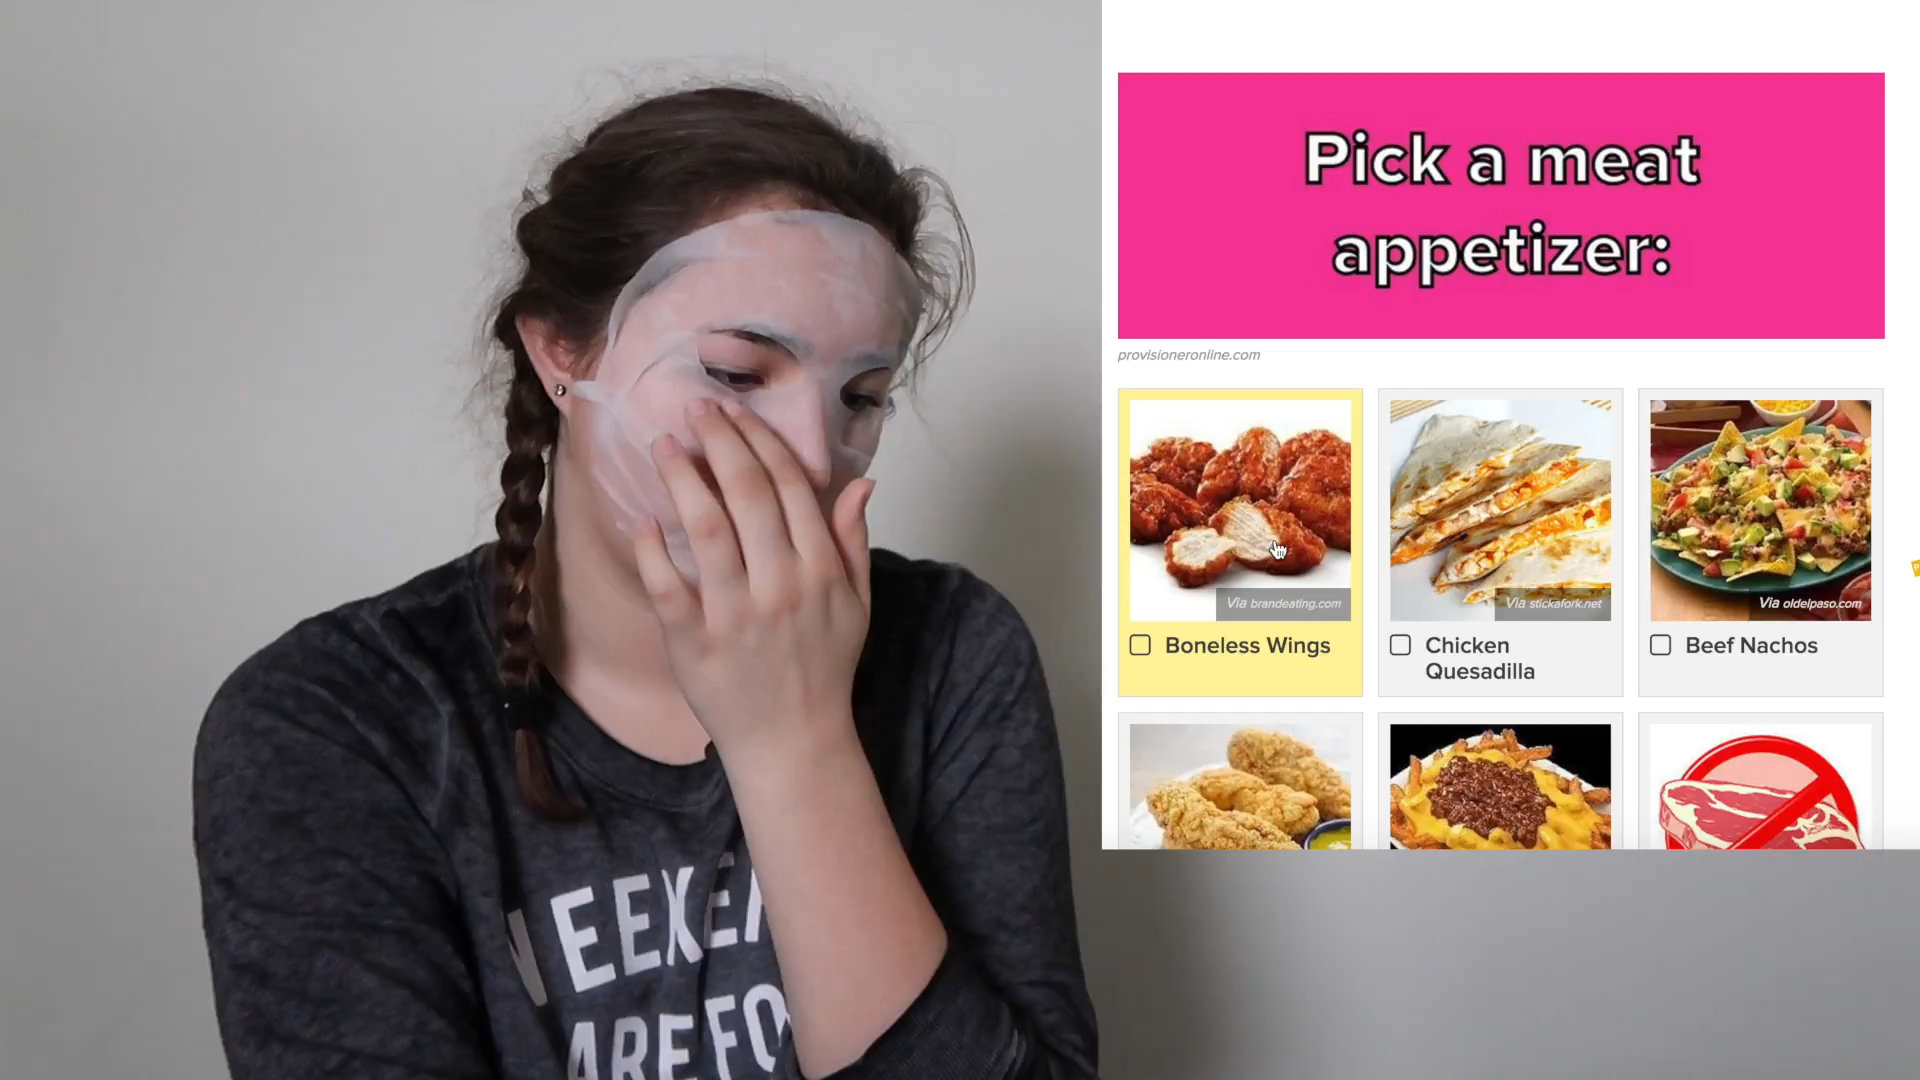 Pick a meat
appetizer:
provisioneronline.com
Via brandeating.com
Via stickafork.net
Via oldelpaso.com
Boneless Wings
Chicken
Quesadilla
Beef Nachos
ARE